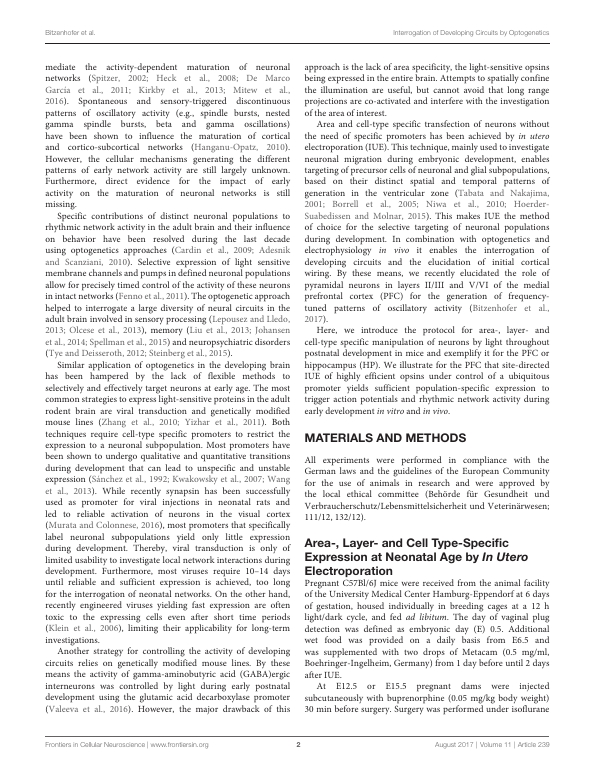 Bitzenhofer et al.
Interrogation of Developing Circuits by Optogenetics
mediate the activity-dependent maturation of neuronal
networks (Spitzer, 2002; Heck et al., 2008; De Marco
García et al., 2011; Kirkby et al., 2013; Mitew et al.,
2016). Spontaneous and sensory-triggered discontinuous
patterns of oscillatory activity (e.g., spindle bursts, nested
gamma spindle bursts, beta and gamma oscillations)
have been shown to influence the maturation of cortical
and cortico-subcortical networks (Hanganu-Opatz, 2010).
However, the cellular mechanisms generating the different
patterns of early network activity are still largely unknown.
Furthermore, direct evidence for the impact of early
activity on the maturation of neuronal networks is still
missing.
Specific contributions of distinct neuronal populations to
rhythmic network activity in the adult brain and their influence
on behavior have been resolved during the last decade
using optogenetics approaches (Cardin et al., 2009; Adesnik
and Scanziani, 2010). Selective expression of light sensitive
membrane channels and pumps in defined neuronal populations
allow for precisely timed control of the activity of these neurons
in intact networks (Fenno et al., 2011). The optogenetic approach
helped to interrogate a large diversity of neural circuits in the
adult brain involved in sensory processing (Lepousez and Lledo,
2013; Olcese et al., 2013), memory (Liu et al., 2013; Johansen
et al., 2014; Spellman et al., 2015) and neuropsychiatric disorders
(Tye and Deisseroth, 2012; Steinberg et al., 2015).
Similar application of optogenetics in the developing brain
has been hampered by the lack of flexible methods to
selectively and effectively target neurons at early age. The most
common strategies to express light-sensitive proteins in the adult
rodent brain are viral transduction and genetically modified
mouse lines (Zhang et al., 2010; Yizhar et al., 2011). Both
techniques require cell-type specific promoters to restrict the
expression to a neuronal subpopulation. Most promoters have
been shown to undergo qualitative and quantitative transitions
during development that can lead to unspecific and unstable
expression (Sánchez et al., 1992; Kwakowsky et al., 2007; Wang
et al., 2013). While recently synapsin has been successfully
used as promoter for viral injections in neonatal rats and
led to reliable activation of neurons in the visual cortex
(Murata and Colonnese, 2016), most promoters that specifically
label neuronal subpopulations yield only little expression
during development. Thereby, viral transduction is only of
limited usability to investigate local network interactions during
development. Furthermore, most viruses require 10–14 days
until reliable and sufficient expression is achieved, too long
for the interrogation of neonatal networks. On the other hand,
recently engineered viruses yielding fast expression are often
toxic to the expressing cells even after short time periods
(Klein et al., 2006), limiting their applicability for long-term
investigations.
Another strategy for controlling the activity of developing
circuits relies on genetically modified mouse lines. By these
means the activity of gamma-aminobutyric acid (GABA)ergic
interneurons was controlled by light during early postnatal
development using the glutamic acid decarboxylase promoter
(Valeeva et al., 2016). However, the major drawback of this
approach is the lack of area specificity, the light-sensitive opsins
being expressed in the entire brain. Attempts to spatially confine
the illumination are useful, but cannot avoid that long range
projections are co-activated and interfere with the investigation
of the area of interest.
Area and cell-type specific transfection of neurons without
the need of specific promoters has been achieved by in utero
electroporation (IUE). This technique, mainly used to investigate
neuronal migration during embryonic development, enables
targeting of precursor cells of neuronal and glial subpopulations,
based on their distinct spatial and temporal patterns of
generation in the ventricular zone (Tabata and Nakajima,
2001; Borrell et al., 2005; Niwa et al., 2010; Hoerder-
Suabedissen and Molnar, 2015). This makes IUE the method
of choice for the selective targeting of neuronal populations
during development. In combination with optogenetics and
electrophysiology in vivo it enables the interrogation of
developing circuits and the elucidation of initial cortical
wiring. By these means, we recently elucidated the role of
pyramidal neurons in layers II/III and V/VI of the medial
prefrontal cortex (PFC) for the generation of frequency-
tuned patterns of oscillatory activity (Bitzenhofer et al.,
2017).
Here, we introduce the protocol for area-, layer- and
cell-type specific manipulation of neurons by light throughout
postnatal development in mice and exemplify it for the PFC or
hippocampus (HP). We illustrate for the PFC that site-directed
IUE of highly efficient opsins under control of a ubiquitous
promoter yields sufficient population-specific expression to
trigger action potentials and rhythmic network activity during
early development in vitro and in vivo.
MATERIALS AND METHODS
All experiments were performed in compliance with the
German laws and the guidelines of the European Community
for the use of animals in research and were approved by
the local ethical committee (Behörde für Gesundheit und
Verbraucherschutz/Lebensmittelsicherheit und Veterinärwesen;
111/12, 132/12).
Area-, Layer- and Cell Type-Specific
Expression at Neonatal Age by In Utero
Electroporation
Pregnant C57Bl/6J mice were received from the animal facility
of the University Medical Center Hamburg-Eppendorf at 6 days
of gestation, housed individually in breeding cages at a 12 h
light/dark cycle, and fed ad libitum. The day of vaginal plug
detection was defined as embryonic day (E) 0.5. Additional
wet food was provided on a daily basis from E6.5 and
was supplemented with two drops of Metacam (0.5 mg/ml,
Boehringer-Ingelheim, Germany) from 1 day before until 2 days
after IUE.
At E12.5 or E15.5 pregnant dams were injected
subcutaneously with buprenorphine (0.05 mg/kg body weight)
30 min before surgery. Surgery was performed under isoflurane
Frontiers in Cellular Neuroscience | www.frontiersin.org
2
August 2017 | Volume 11 | Article 239